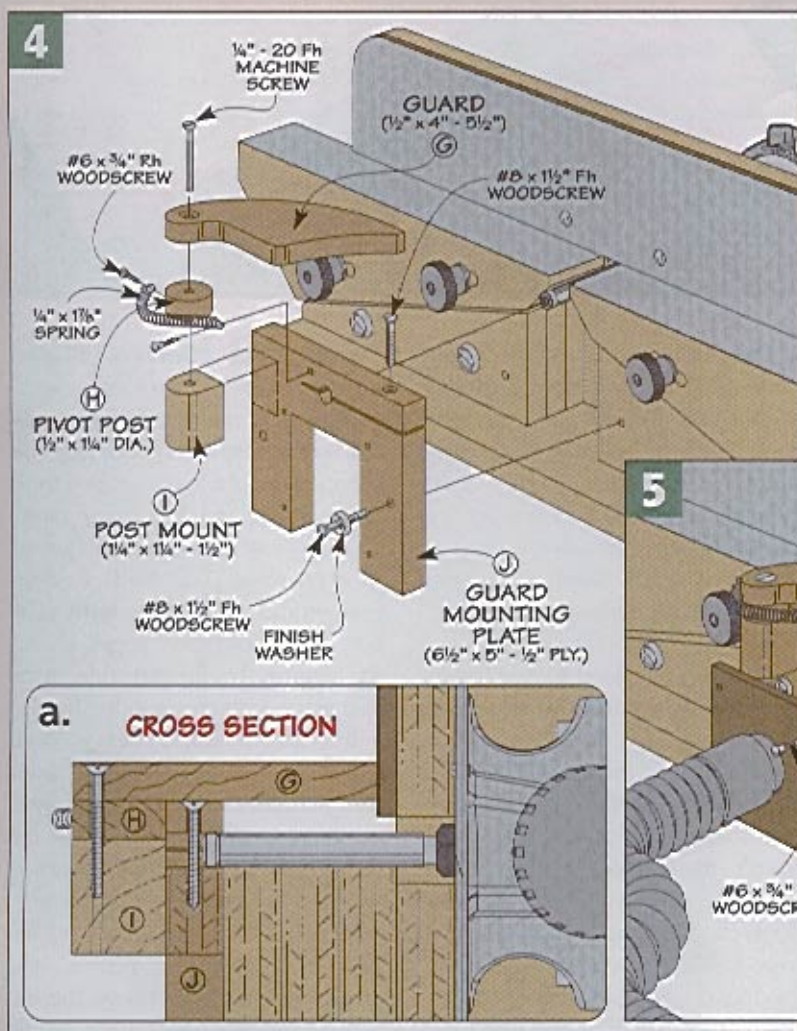 4
¼" - 20 Fh
MACHINE
SCREW
GUARD
(½" x 4" - 5½")
G
#6 x ¾" Rh
WOODSCREW
#8 x 1½" Fh
WOODSCREW
¼" x 1⅞"
SPRING
H
PIVOT POST
(½" x 1¼" DIA.)
I
POST MOUNT
(1¼" x 1¼" - 1½")
#8 x 1½" Fh
WOODSCREW
FINISH
WASHER
J
GUARD
MOUNTING
PLATE
(6½" x 5" - ½" PLY.)
5
#6 x ¾"
WOODSCR
a.
CROSS SECTION
G
H
I
J